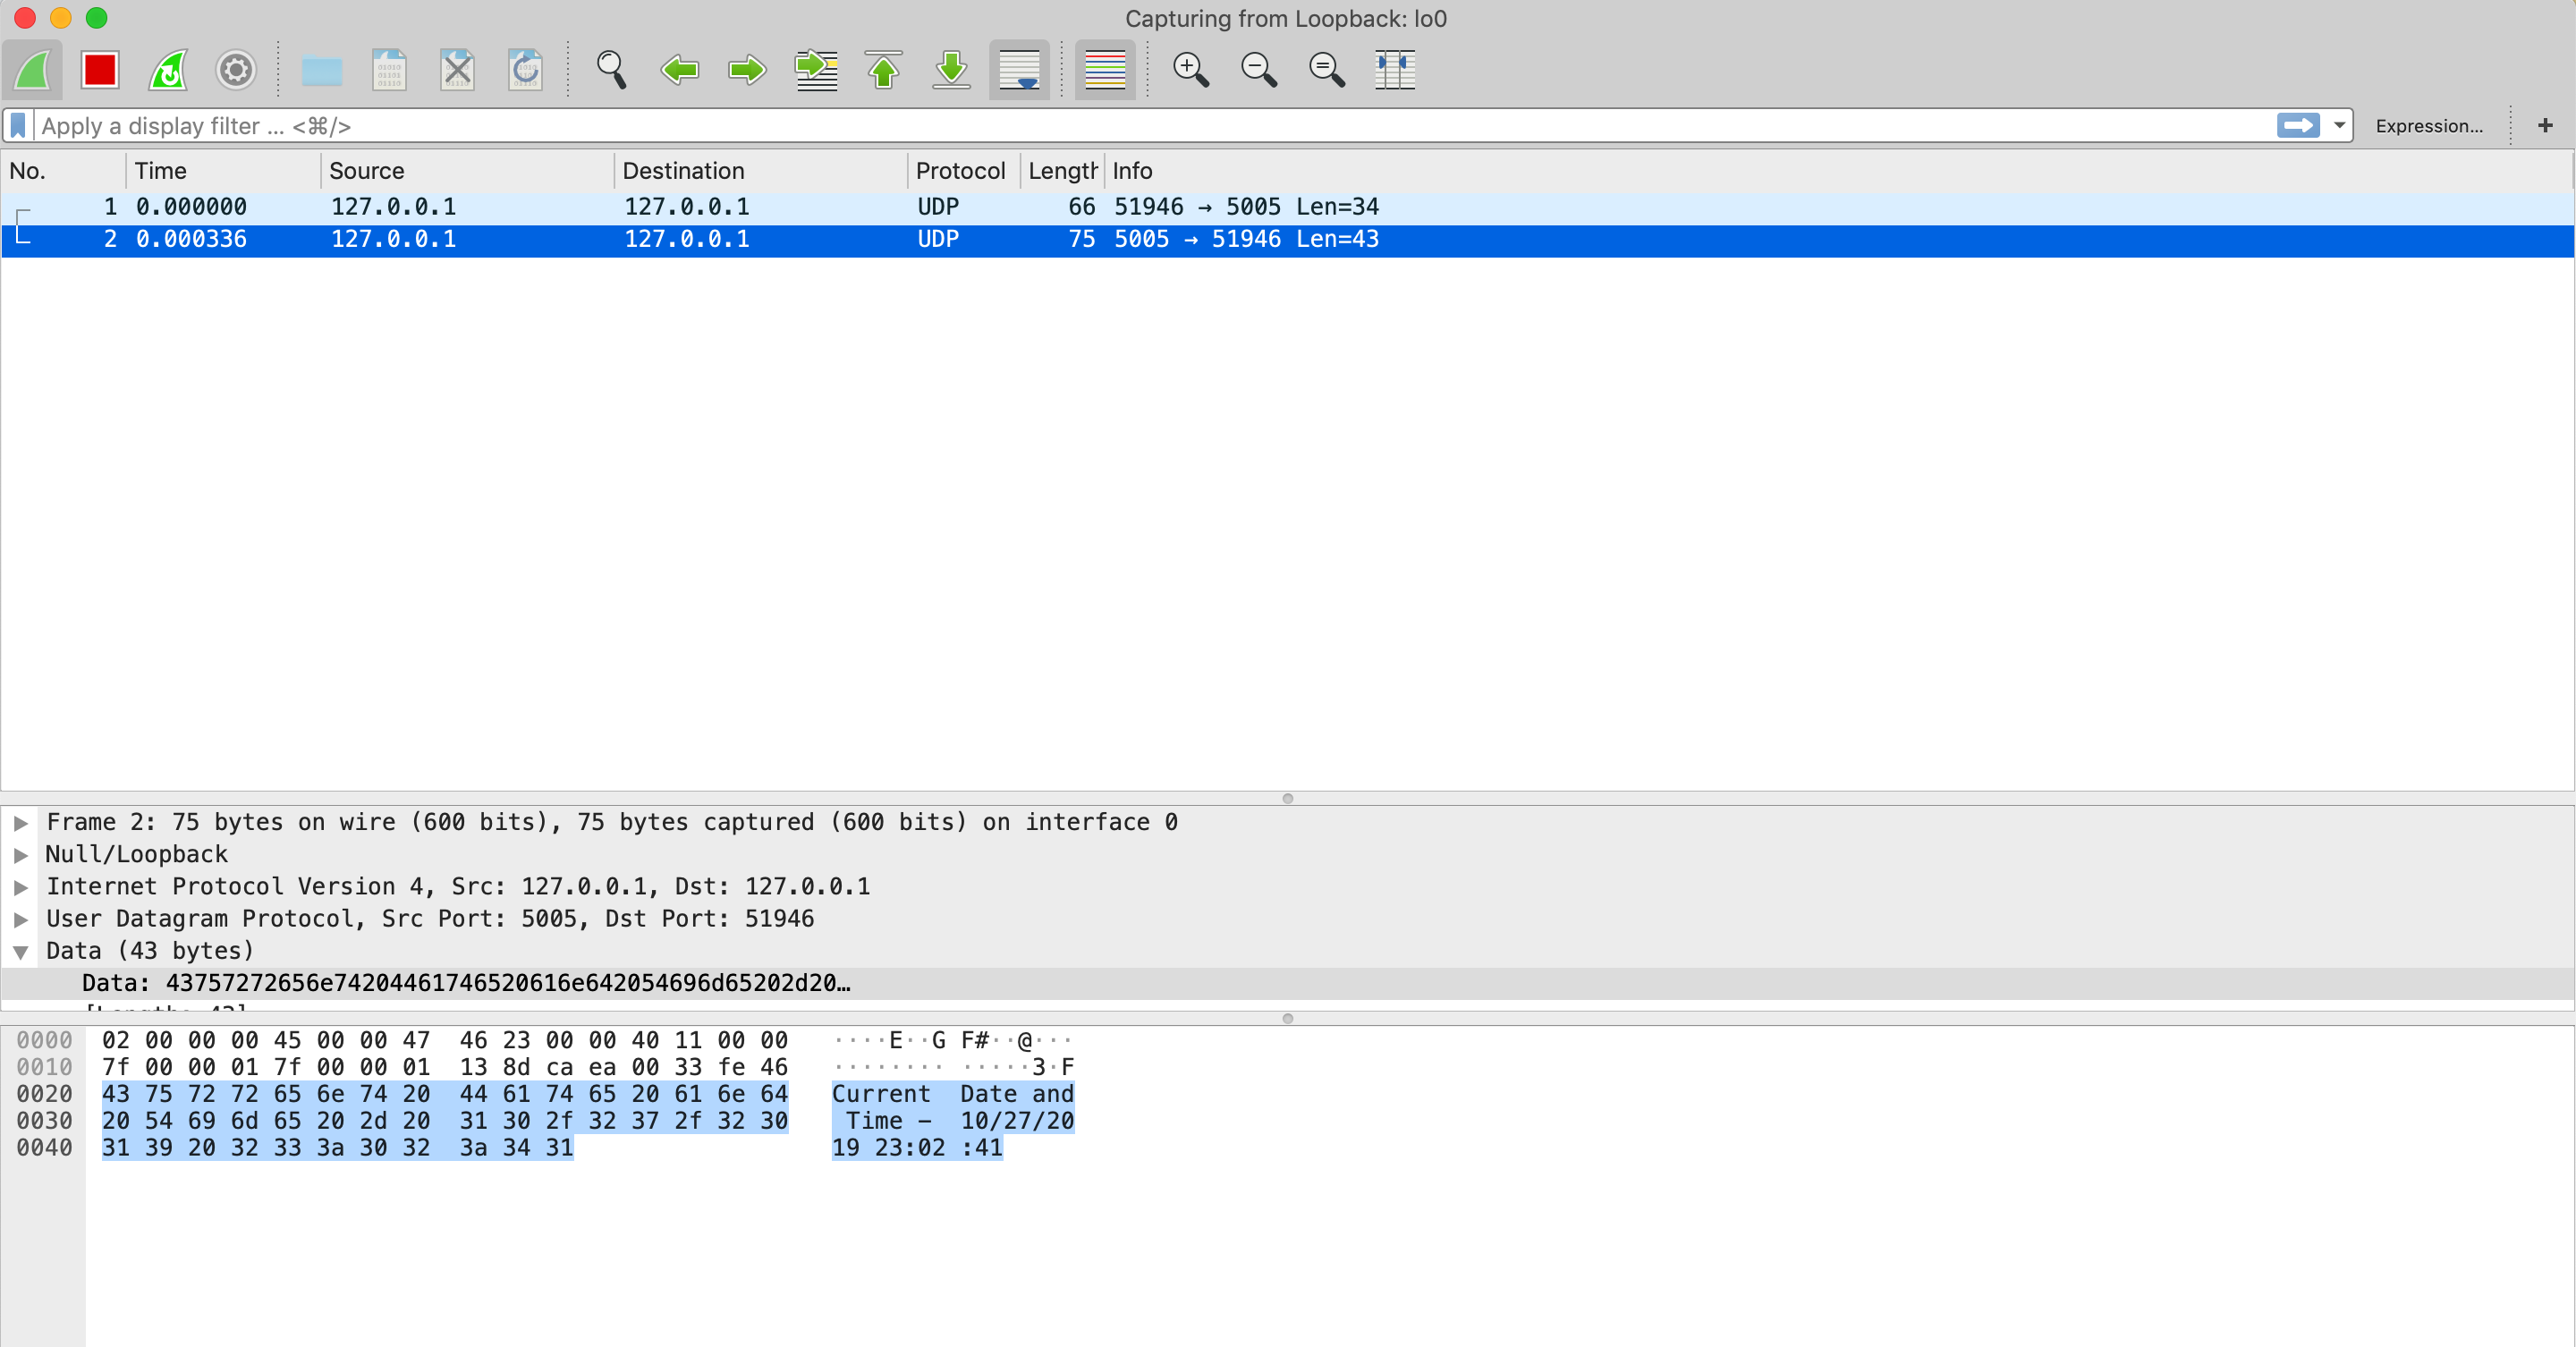 Capturing from Loopback: lo0
Apply a display filter ... <⌘/>
Expression...
+
No. Time Source Destination Protocol Length Info
1 0.000000 127.0.0.1 127.0.0.1 UDP 66 51946 → 5005 Len=34
2 0.000336 127.0.0.1 127.0.0.1 UDP 75 5005 → 51946 Len=43
Frame 2: 75 bytes on wire (600 bits), 75 bytes captured (600 bits) on interface 0
Null/Loopback
Internet Protocol Version 4, Src: 127.0.0.1, Dst: 127.0.0.1
User Datagram Protocol, Src Port: 5005, Dst Port: 51946
Data (43 bytes)
Data: 43757272656e74204461746520616e642054696d65202d20…
[Length: 43]
0000 02 00 00 00 45 00 00 47 46 23 00 00 40 11 00 00 ····E··G F#··@···
0010 7f 00 00 01 7f 00 00 01 13 8d ca ea 00 33 fe 46 ········ ·····3·F
0020 43 75 72 72 65 6e 74 20 44 61 74 65 20 61 6e 64 Current Date and
0030 20 54 69 6d 65 20 2d 20 31 30 2f 32 37 2f 32 30 Time – 10/27/20
0040 31 39 20 32 33 3a 30 32 3a 34 31 19 23:02 :41